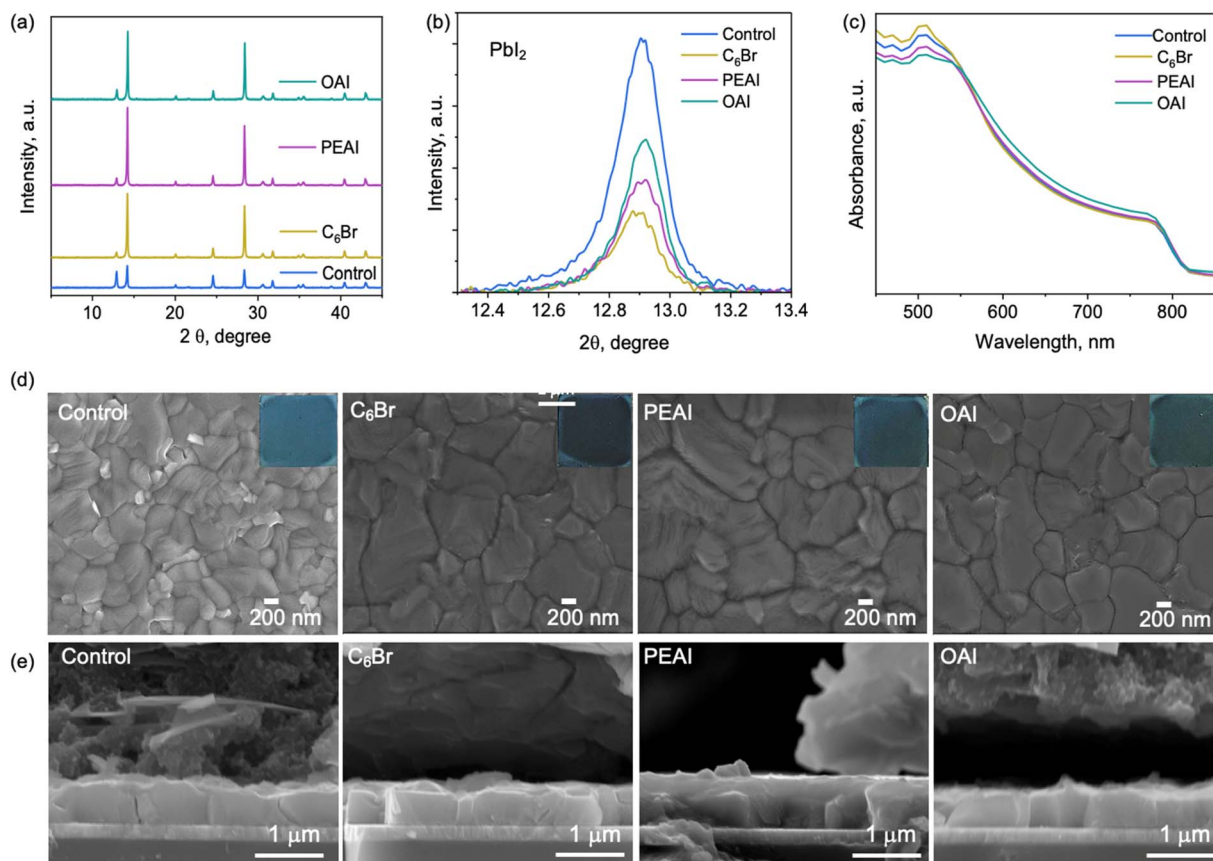 (a)
OAI
PEAI
C₆Br
Control
Intensity, a.u.
10 20 30 40
2 θ, degree
(b)
PbI₂
Control
C₆Br
PEAI
OAI
Intensity, a.u.
12.4 12.6 12.8 13.0 13.2 13.4
2θ, degree
(c)
Control
C₆Br
PEAI
OAI
Absorbance, a.u.
500 600 700 800
Wavelength, nm
(d)
Control
200 nm
C₆Br
200 nm
PEAI
200 nm
OAI
200 nm
(e)
Control
1 μm
C₆Br
1 μm
PEAI
1 μm
OAI
1 μm